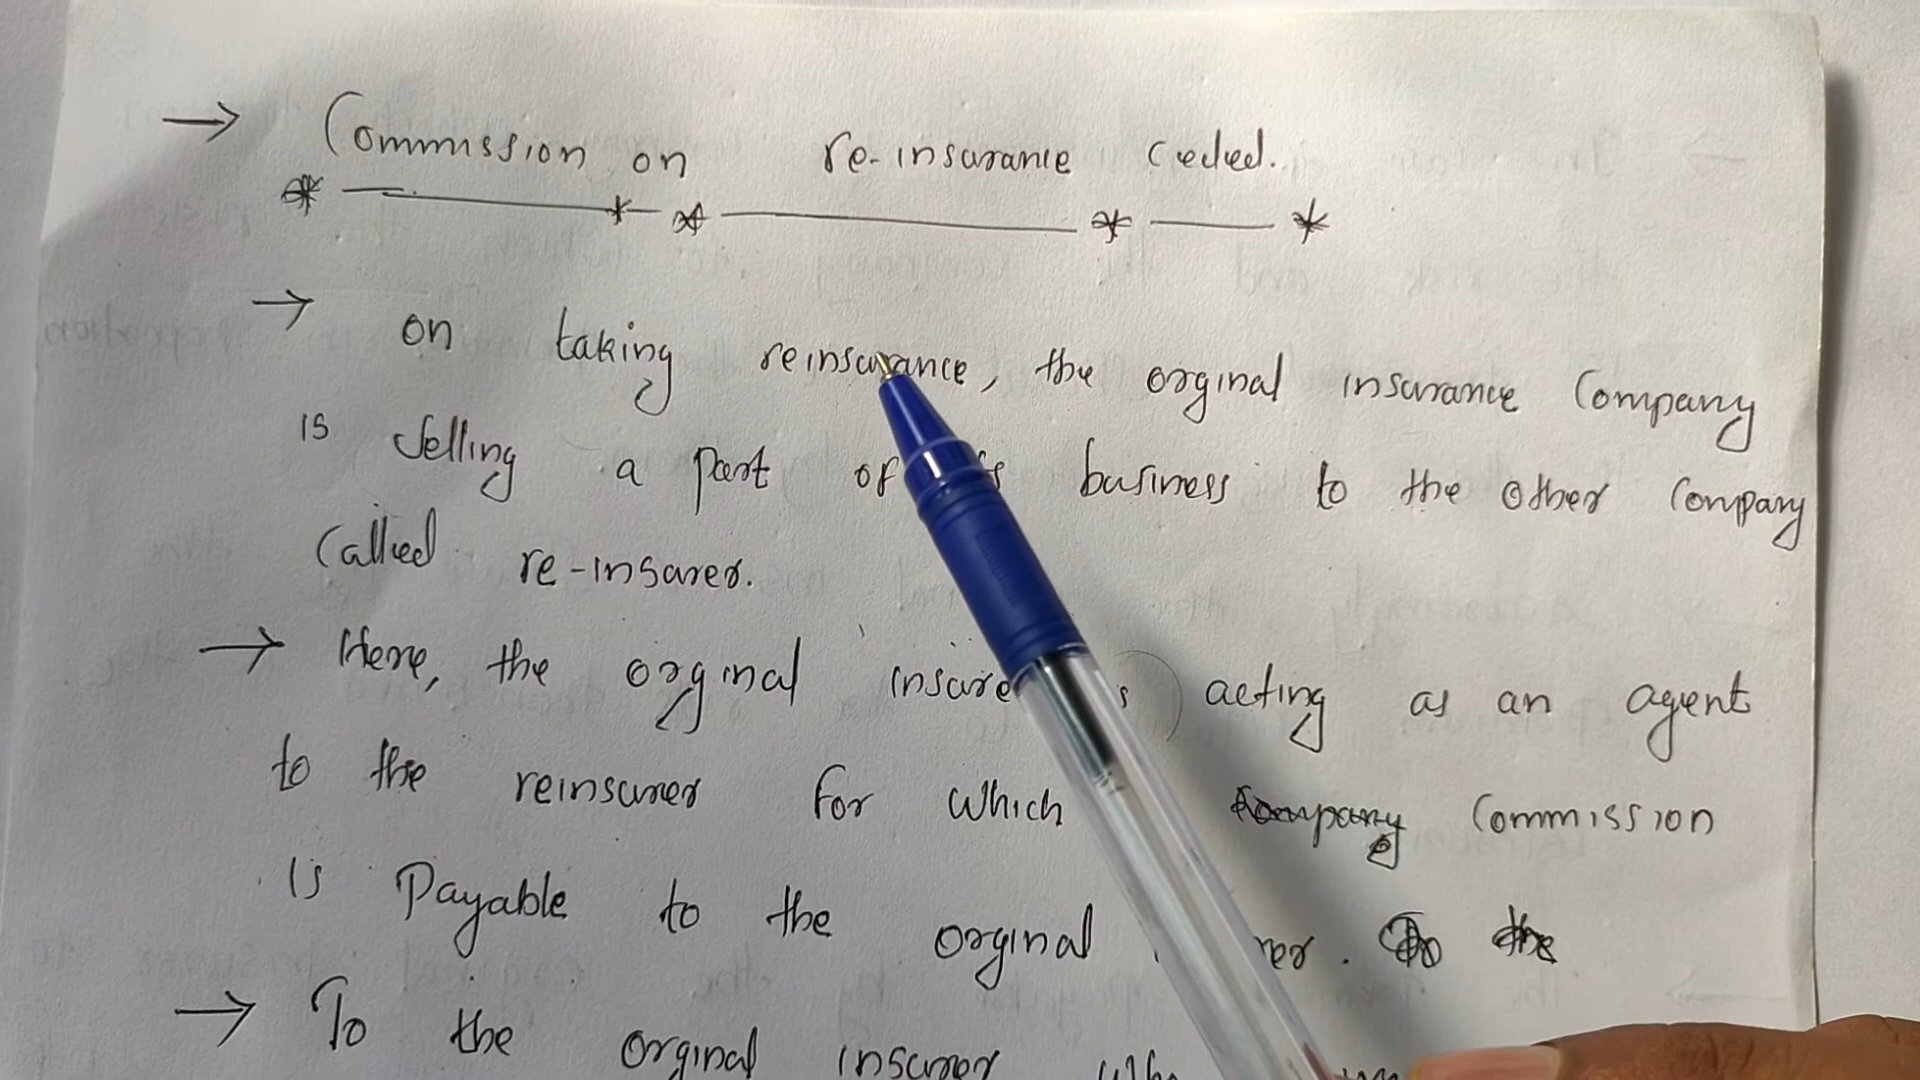 → Commission on re-insurance ceded.
→ on taking reinsurance, the orginal insurance Company
is Selling a part of business to the other Company
Called re-insurer.
→ Here, the orginal acting as an agent
to the reinsurer for which Commission
is Payable to the orginal
→ To the orginal insurer